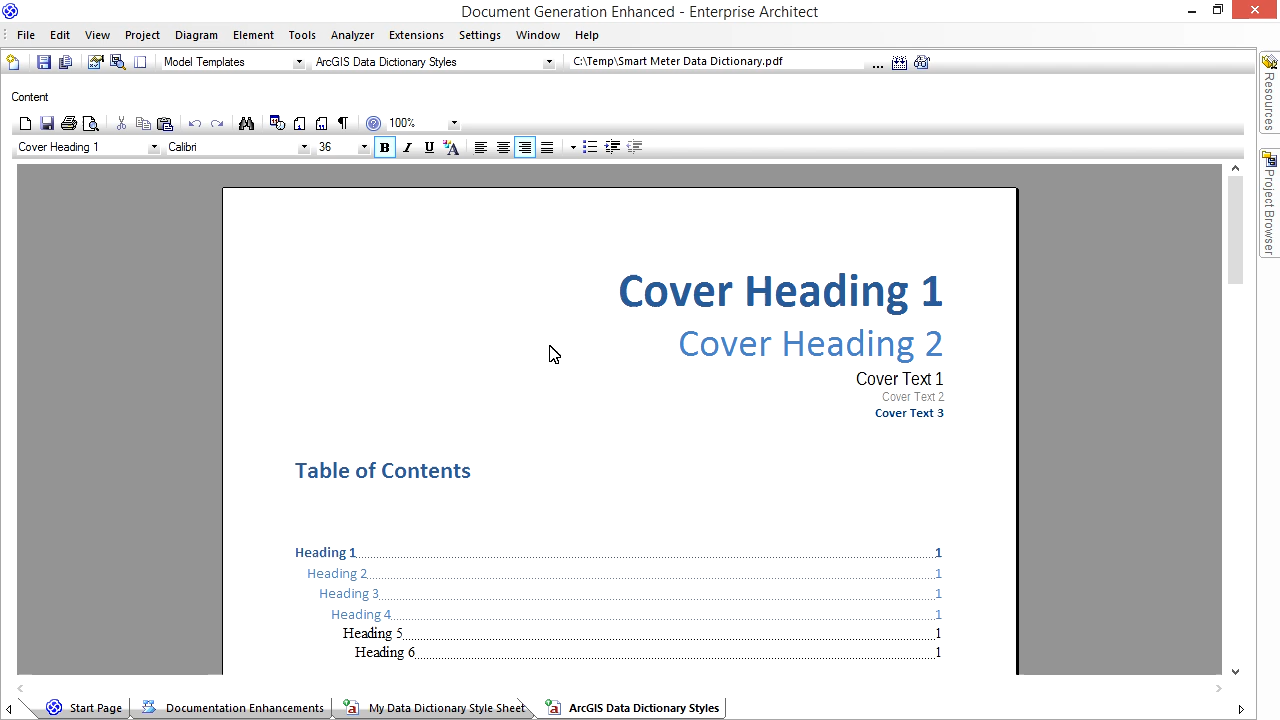 Document Generation Enhanced - Enterprise Architect
File Edit View Project Diagram Element Tools Analyzer Extensions Settings Window Help
Model Templates ArcGIS Data Dictionary Styles C:\Temp\Smart Meter Data Dictionary.pdf ...
Resources
Project Browser
Content
100%
Cover Heading 1 Calibri 36 B I U A
Cover Heading 1
Cover Heading 2
Cover Text 1
Cover Text 2
Cover Text 3
Table of Contents
Heading 1 1
Heading 2 1
Heading 3 1
Heading 4 1
Heading 5 1
Heading 6 1
Start Page Documentation Enhancements My Data Dictionary Style Sheet ArcGIS Data Dictionary Styles